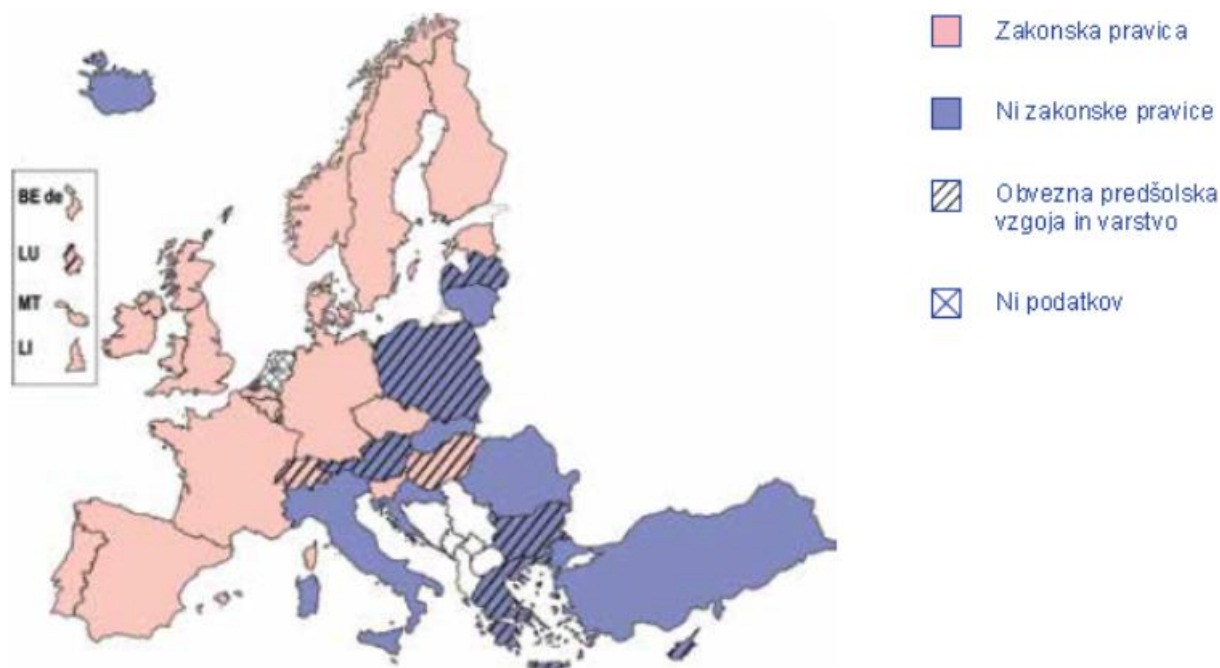 BE de
LU
MT
LI
Zakonska pravica
Ni zakonske pravice
Obvezna predšolska
vzgoja in varstvo
Ni podatkov